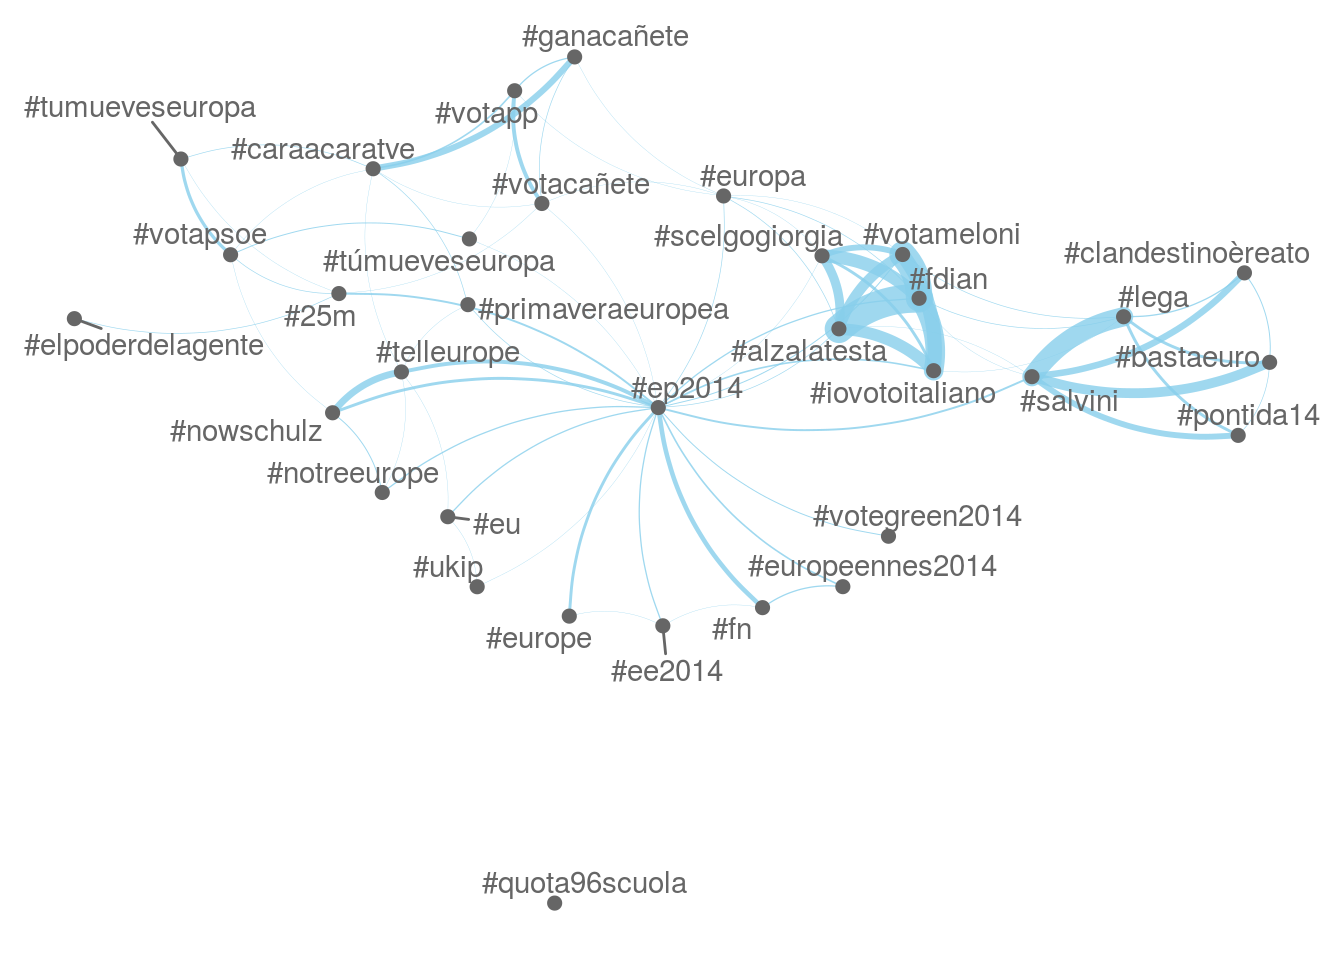 #ganacañete
#tumueveseuropa
#votapp
#caraacaratve
#europa
#votacañete
#votapsoe
#scelgogiorgia
#votameloni
#clandestinoèreato
#túmueveseuropa
#fdian
#lega
#25m
#primaveraeuropea
#elpoderdelagente
#telleurope
#alzalatesta
#bastaeuro
#ep2014
#iovotoitaliano
#salvini
#pontida14
#nowschulz
#notreeurope
#eu
#votegreen2014
#ukip
#europeennes2014
#europe
#fn
#ee2014
#quota96scuola